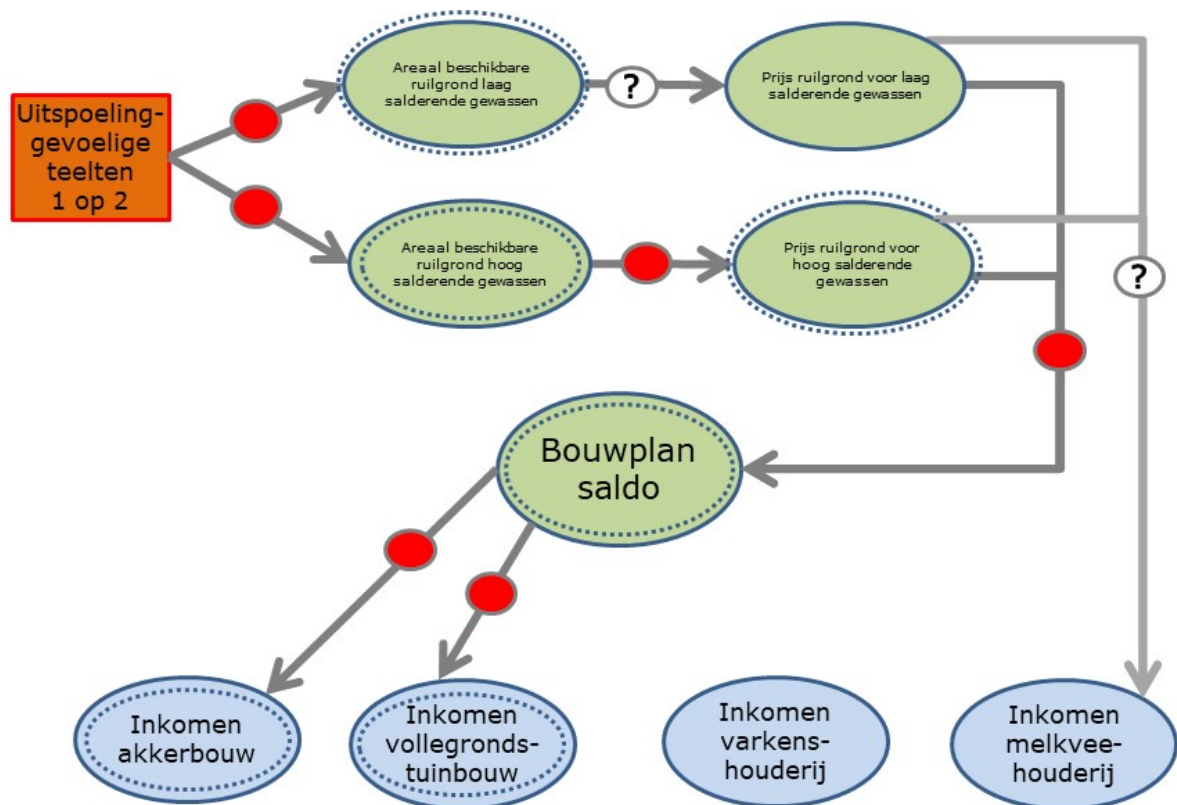 Uitspoeling-
gevoelige
teelten
1 op 2
Areaal beschikbare
ruilgrond laag
salderende gewassen
?
Prijs ruilgrond voor laag
salderende gewassen
Areaal beschikbare
ruilgrond hoog
salderende gewassen
Prijs ruilgrond voor
hoog salderende
gewassen
?
Bouwplan
saldo
Inkomen
akkerbouw
Inkomen
vollegronds-
tuinbouw
Inkomen
varkens-
houderij
Inkomen
melkvee-
houderij